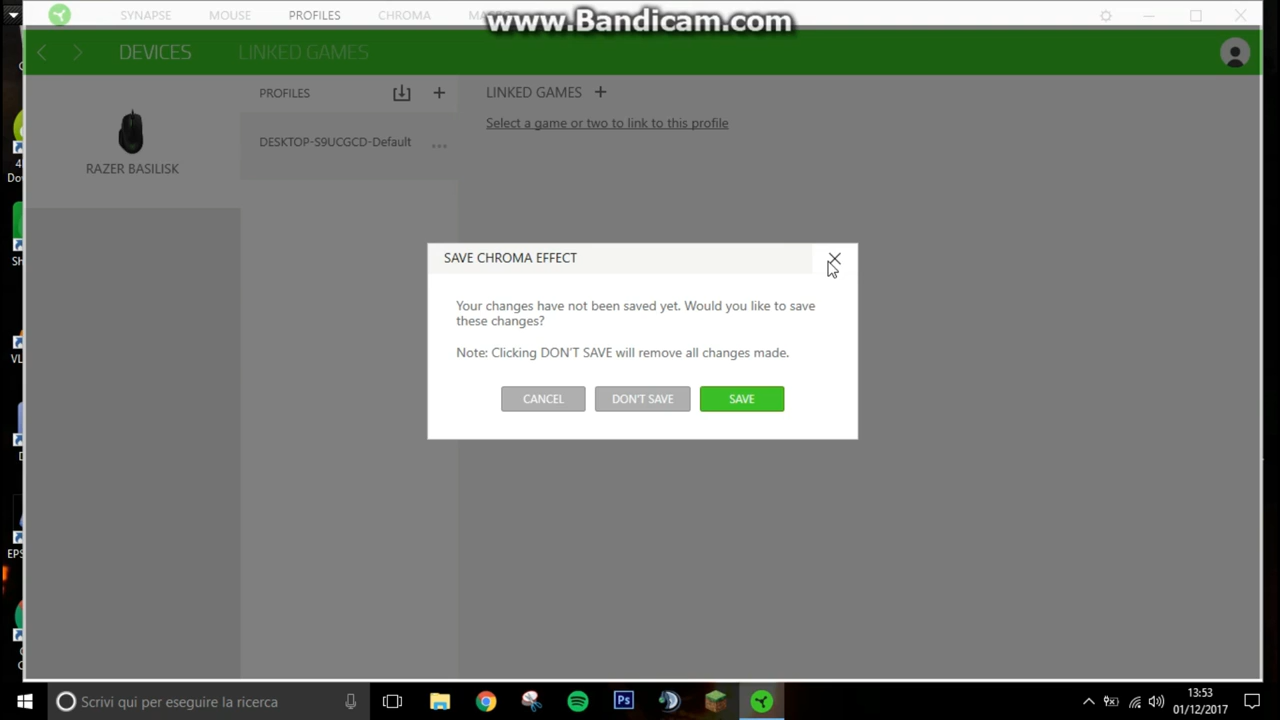 SYNAPSE MOUSE PROFILES CHROMA
www.Bandicam.com
DEVICES LINKED GAMES
PROFILES
LINKED GAMES
DESKTOP-S9UCGCD-Default
Select a game or two to link to this profile
RAZER BASILISK
SAVE CHROMA EFFECT
Your changes have not been saved yet. Would you like to save
these changes?
Note: Clicking DON'T SAVE will remove all changes made.
CANCEL DON'T SAVE SAVE
Scrivi qui per eseguire la ricerca
Ps
13:53
01/12/2017